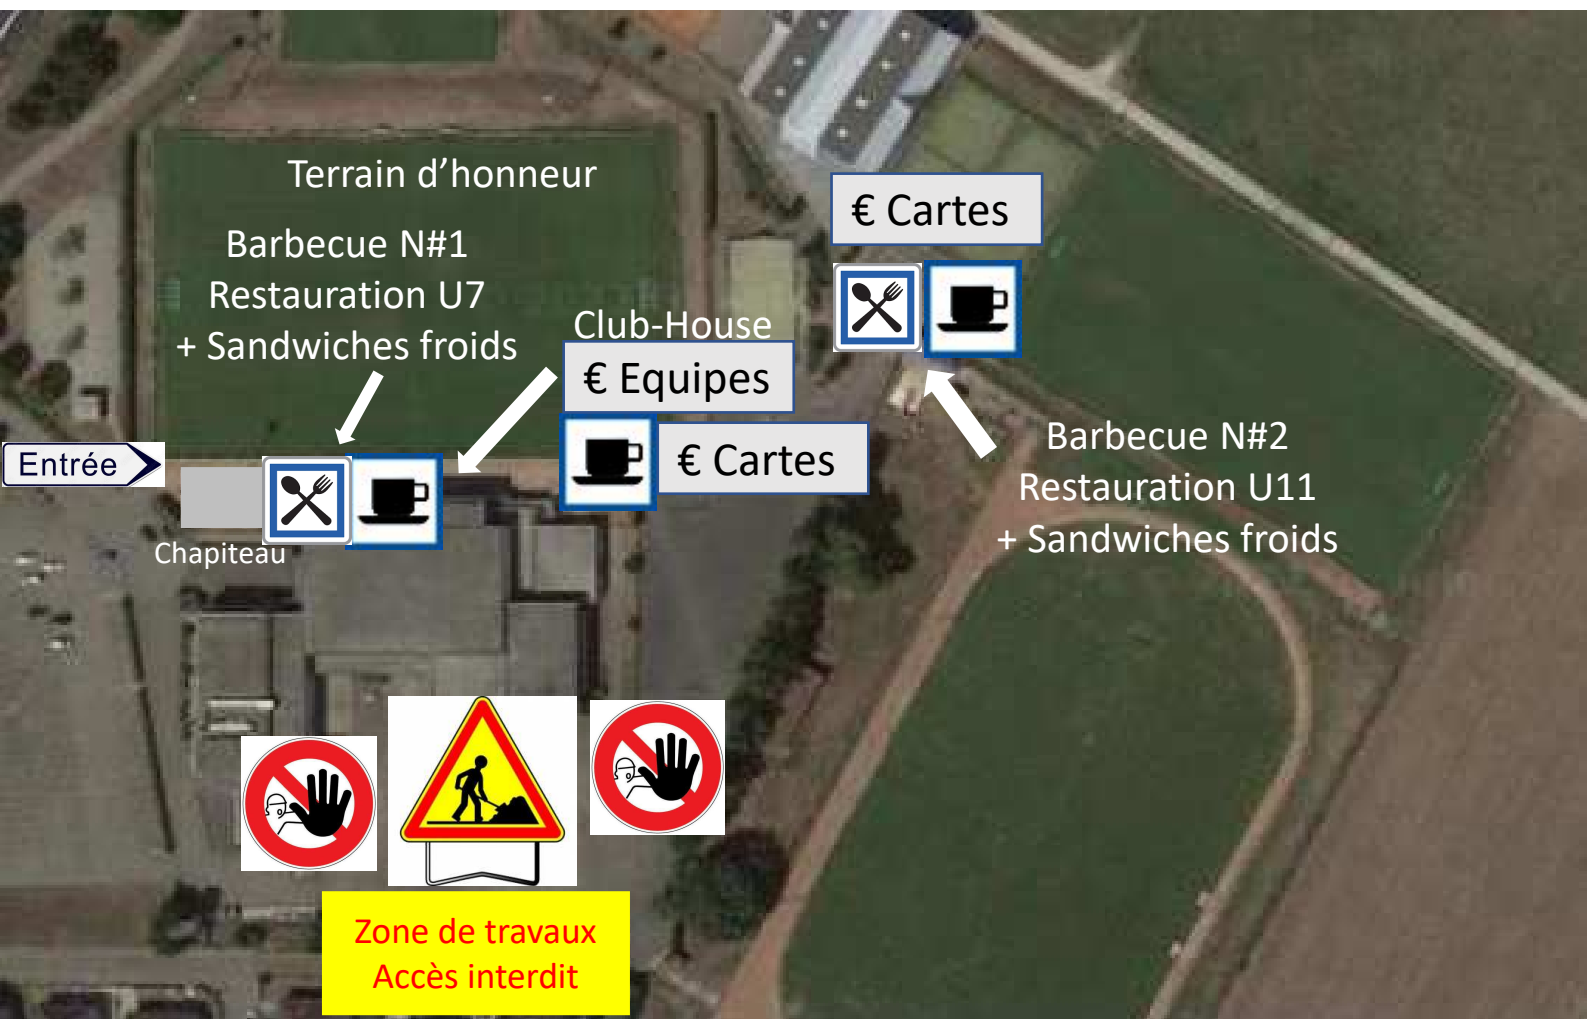 Terrain d’honneur
Barbecue N#1
Restauration U7
+ Sandwiches froids
Club-House
€ Equipes
€ Cartes
€ Cartes
Barbecue N#2
Restauration U11
+ Sandwiches froids
Entrée
Chapiteau
Zone de travaux
Accès interdit